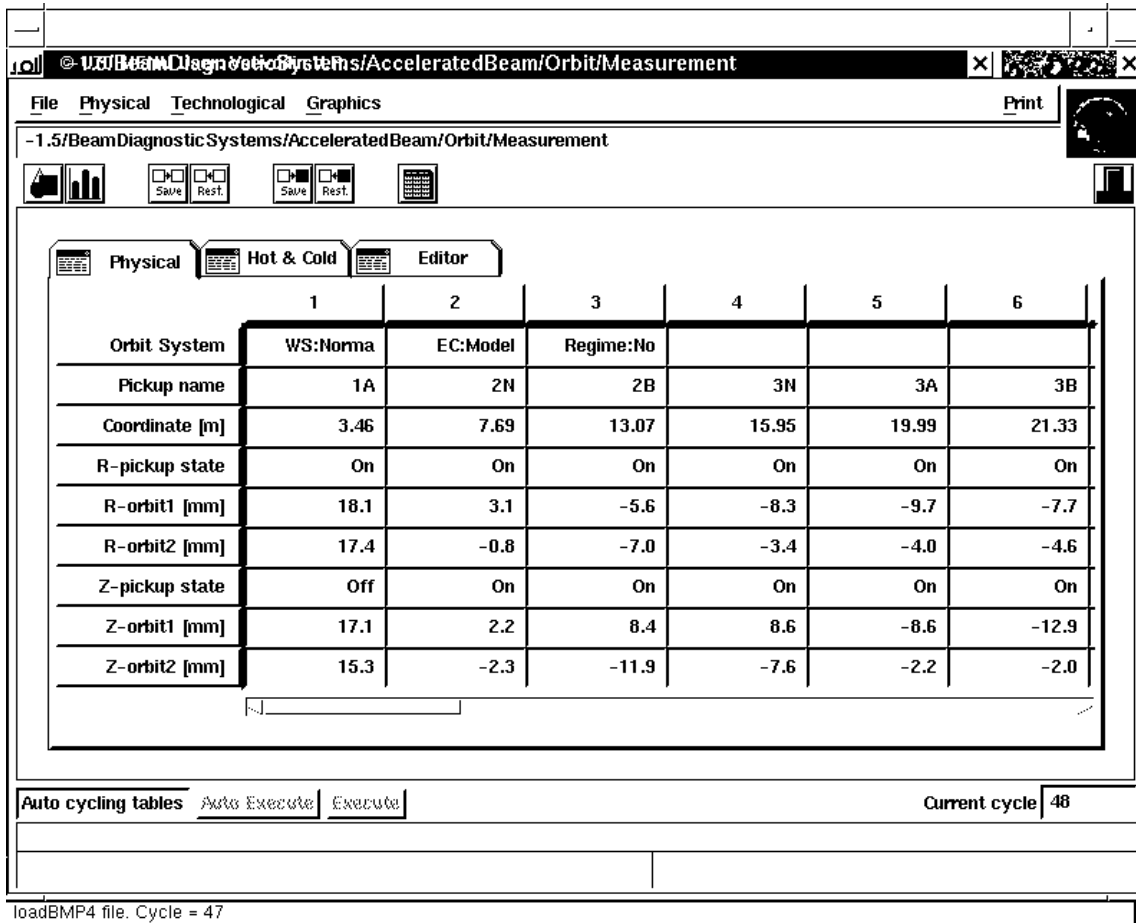 /BeamDiagnosticSystems/AcceleratedBeam/Orbit/Measurement
File Physical Technological Graphics Print
-1.5/BeamDiagnosticSystems/AcceleratedBeam/Orbit/Measurement
Save Rest. Save Rest.
Physical Hot & Cold Editor
1 2 3 4 5 6
Orbit System WS:Norma EC:Model Regime:No
Pickup name 1A 2N 2B 3N 3A 3B
Coordinate [m] 3.46 7.69 13.07 15.95 19.99 21.33
R-pickup state On On On On On On
R-orbit1 [mm] 18.1 3.1 -5.6 -8.3 -9.7 -7.7
R-orbit2 [mm] 17.4 -0.8 -7.0 -3.4 -4.0 -4.6
Z-pickup state Off On On On On On
Z-orbit1 [mm] 17.1 2.2 8.4 8.6 -8.6 -12.9
Z-orbit2 [mm] 15.3 -2.3 -11.9 -7.6 -2.2 -2.0
Auto cycling tables Auto Execute Execute Current cycle 48
loadBMP4 file. Cycle = 47